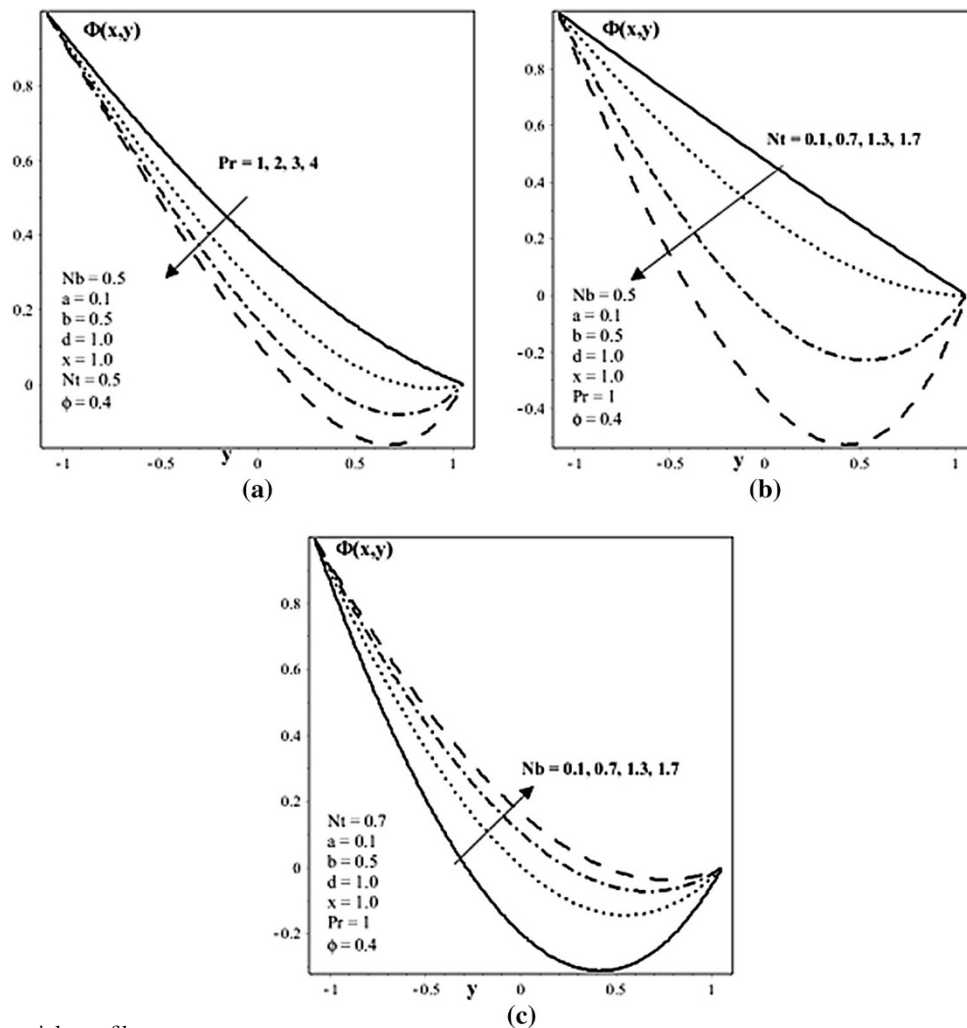 Φ(x,y)
0.8
0.6
0.4
0.2
0
Pr = 1, 2, 3, 4
Nb = 0.5
a = 0.1
b = 0.5
d = 1.0
x = 1.0
Nt = 0.5
ϕ = 0.4
-1
-0.5
0
0.5
1
y
(a)
Φ(x,y)
0.8
0.6
0.4
0.2
0
-0.2
-0.4
Nt = 0.1, 0.7, 1.3, 1.7
Nb = 0.5
a = 0.1
b = 0.5
d = 1.0
x = 1.0
Pr = 1
ϕ = 0.4
-1
-0.5
0
0.5
1
y
(b)
Φ(x,y)
0.8
0.6
0.4
0.2
0
-0.2
Nb = 0.1, 0.7, 1.3, 1.7
Nt = 0.7
a = 0.1
b = 0.5
d = 1.0
x = 1.0
Pr = 1
ϕ = 0.4
-1
-0.5
0
0.5
1
y
(c)